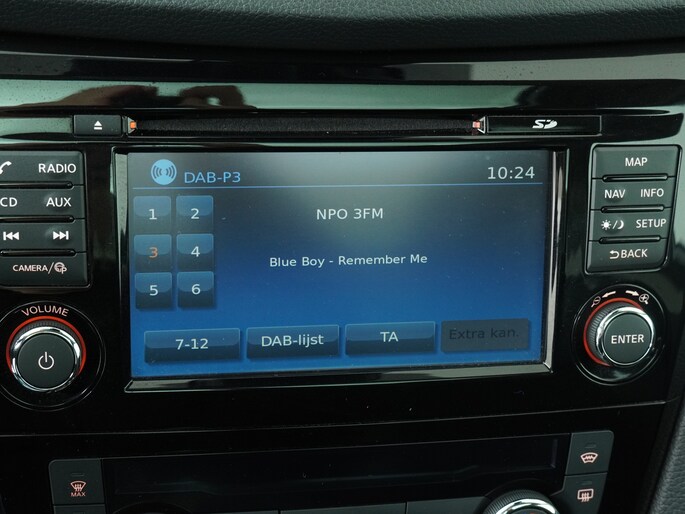 SD
RADIO
CD AUX
CAMERA/
VOLUME
DAB-P3 10:24
1 2
3 4
5 6
NPO 3FM
Blue Boy - Remember Me
7-12 DAB-lijst TA Extra kan.
MAP
NAV INFO
SETUP
BACK
ENTER
MAX